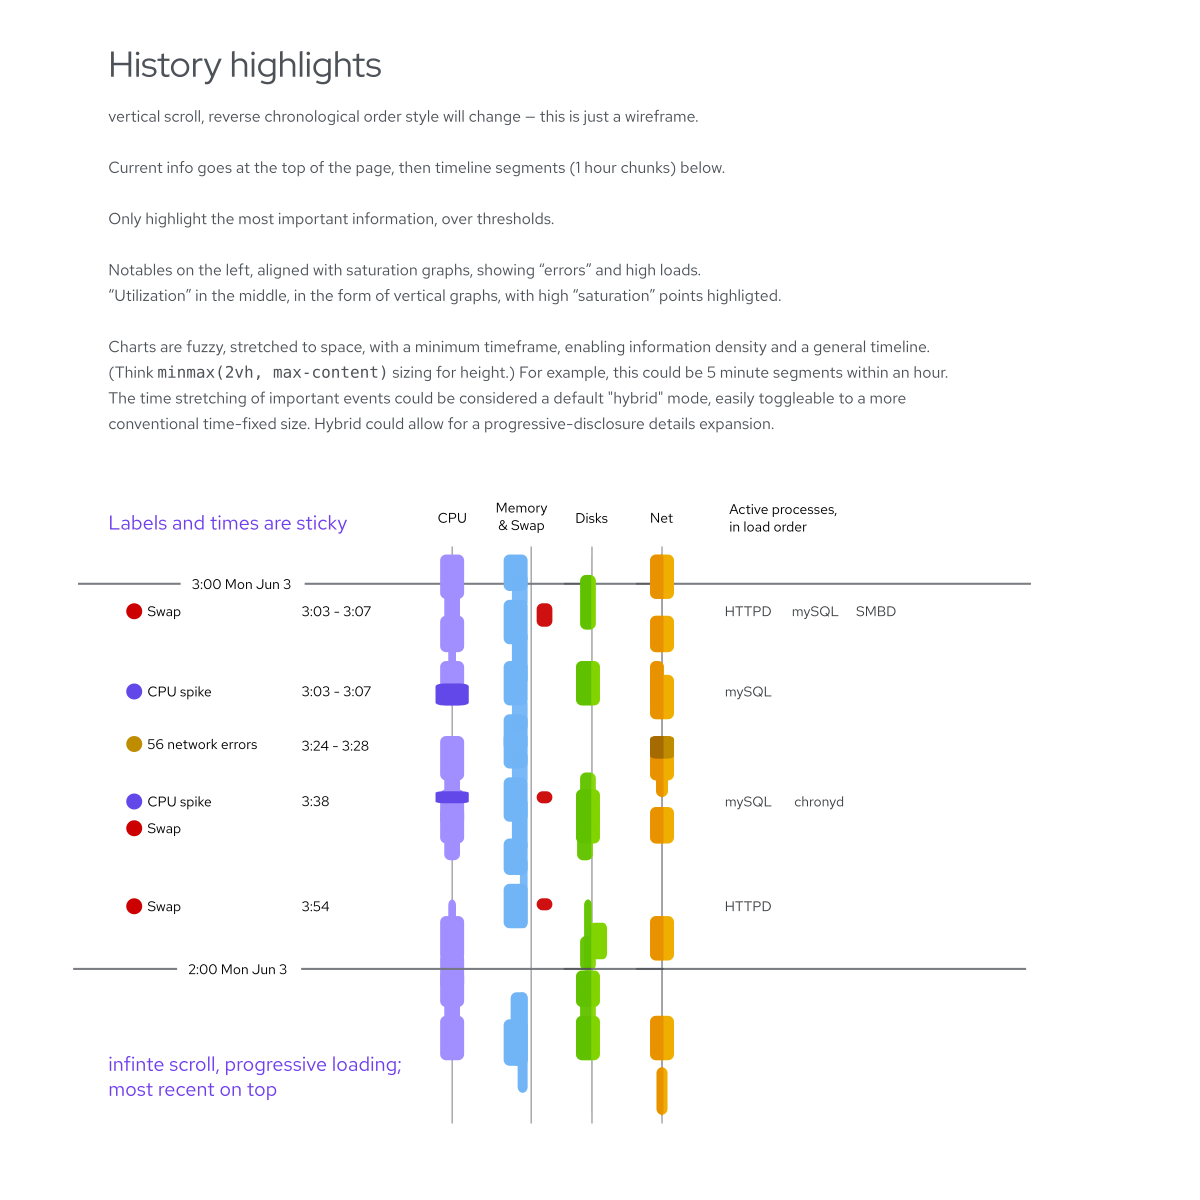 History highlights
vertical scroll, reverse chronological order style will change — this is just a wireframe.
Current info goes at the top of the page, then timeline segments (1 hour chunks) below.
Only highlight the most important information, over thresholds.
Notables on the left, aligned with saturation graphs, showing “errors” and high loads.
“Utilization” in the middle, in the form of vertical graphs, with high “saturation” points highligted.
Charts are fuzzy, stretched to space, with a minimum timeframe, enabling information density and a general timeline.
(Think minmax(2vh, max-content) sizing for height.) For example, this could be 5 minute segments within an hour.
The time stretching of important events could be considered a default "hybrid" mode, easily toggleable to a more
conventional time-fixed size. Hybrid could allow for a progressive-disclosure details expansion.
Labels and times are sticky
CPU
Memory
& Swap
Disks
Net
Active processes,
in load order
3:00 Mon Jun 3
Swap 3:03 - 3:07 HTTPD mySQL SMBD
CPU spike 3:03 - 3:07 mySQL
56 network errors 3:24 - 3:28
CPU spike 3:38 mySQL chronyd
Swap
Swap 3:54 HTTPD
2:00 Mon Jun 3
infinte scroll, progressive loading;
most recent on top